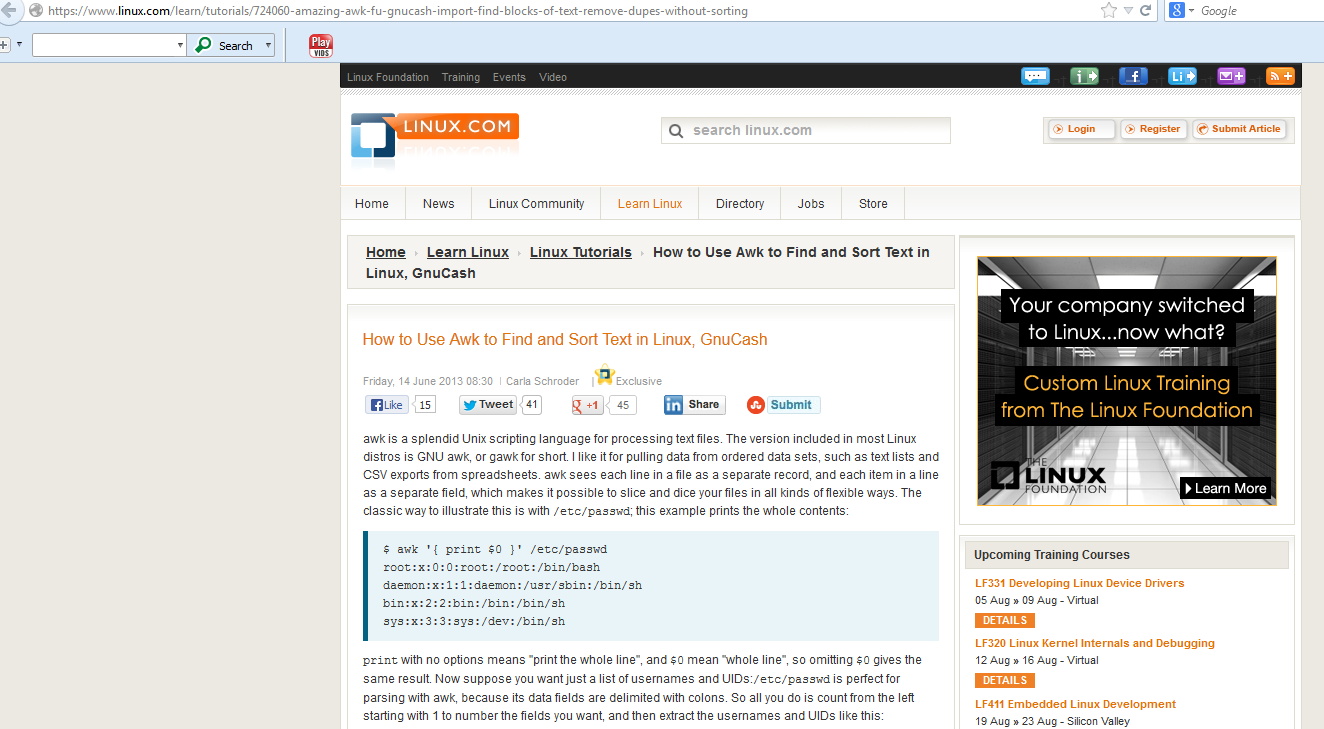 https://www.linux.com/learn/tutorials/724060-amazing-awk-fu-gnucash-import-find-blocks-of-text-remove-dupes-without-sorting
Google
Search
Play
VIDS
Linux Foundation Training Events Video
LINUX.COM
search linux.com
Login Register Submit Article
Home News Linux Community Learn Linux Directory Jobs Store
Home Learn Linux Linux Tutorials How to Use Awk to Find and Sort Text in
Linux, GnuCash
How to Use Awk to Find and Sort Text in Linux, GnuCash
Friday, 14 June 2013 08:30 | Carla Schroder | Exclusive
Like 15 Tweet 41 +1 45 Share Submit
awk is a splendid Unix scripting language for processing text files. The version included in most Linux
distros is GNU awk, or gawk for short. I like it for pulling data from ordered data sets, such as text lists and
CSV exports from spreadsheets. awk sees each line in a file as a separate record, and each item in a line
as a separate field, which makes it possible to slice and dice your files in all kinds of flexible ways. The
classic way to illustrate this is with /etc/passwd; this example prints the whole contents:
$ awk '{ print $0 }' /etc/passwd
root:x:0:0:root:/root:/bin/bash
daemon:x:1:1:daemon:/usr/sbin:/bin/sh
bin:x:2:2:bin:/bin:/bin/sh
sys:x:3:3:sys:/dev:/bin/sh
print with no options means "print the whole line", and $0 mean "whole line", so omitting $0 gives the
same result. Now suppose you want just a list of usernames and UIDs:/etc/passwd is perfect for
parsing with awk, because its data fields are delimited with colons. So all you do is count from the left
starting with 1 to number the fields you want, and then extract the usernames and UIDs like this:
Your company switched
to Linux...now what?
Custom Linux Training
from The Linux Foundation
THE
LINUX
FOUNDATION
Learn More
Upcoming Training Courses
LF331 Developing Linux Device Drivers
05 Aug » 09 Aug - Virtual
DETAILS
LF320 Linux Kernel Internals and Debugging
12 Aug » 16 Aug - Virtual
DETAILS
LF411 Embedded Linux Development
19 Aug » 23 Aug - Silicon Valley